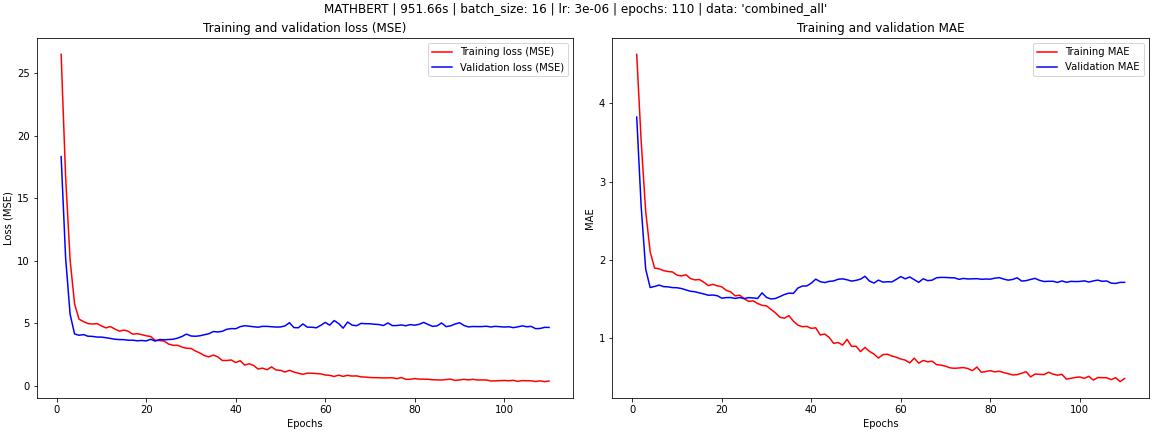 MATHBERT | 951.66s | batch_size: 16 | lr: 3e-06 | epochs: 110 | data: 'combined_all'
Training and validation loss (MSE)
Training loss (MSE)
Validation loss (MSE)
25
20
15
10
5
0
Loss (MSE)
0 20 40 60 80 100
Epochs
Training and validation MAE
Training MAE
Validation MAE
4
3
2
1
MAE
0 20 40 60 80 100
Epochs